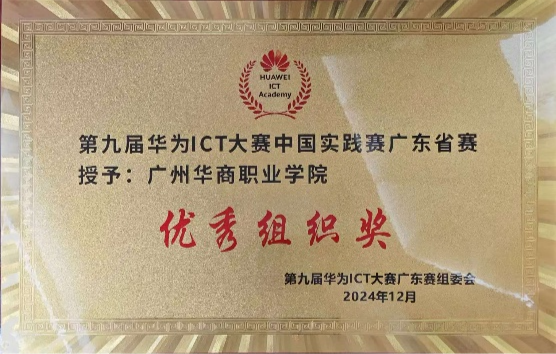 HUAWEI
ICT
Academy
第九届华为ICT大赛中国实践赛广东省赛
授予：广州华商职业学院
优秀组织奖
第九届华为ICT大赛广东赛组委会
2024年12月